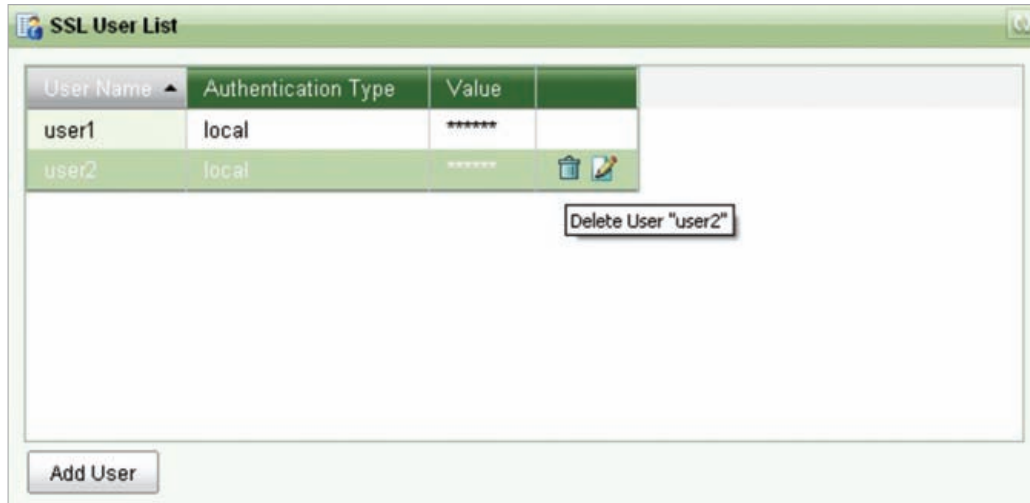 SSL User List
User Name Authentication Type Value
user1 local ******
user2 local ******
Delete User "user2"
Add User